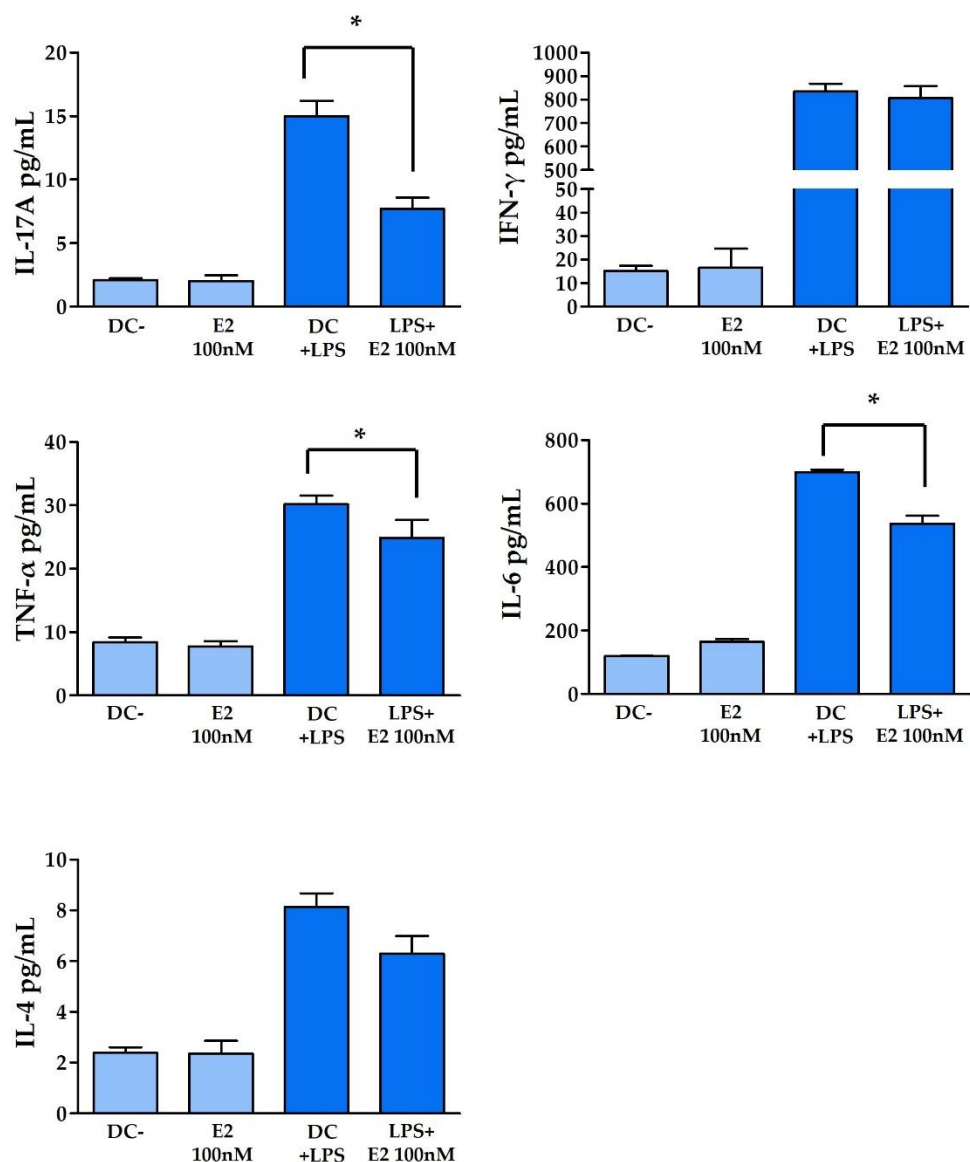 *
IL-17A pg/mL
20
15
10
5
0
DC-
E2
100nM
DC
+LPS
LPS+
E2 100nM
IFN-γ pg/mL
1000
900
800
700
600
500
50
40
30
20
10
0
DC-
E2
100nM
DC
+LPS
LPS+
E2 100nM
*
TNF-α pg/mL
40
30
20
10
0
DC-
E2
100nM
DC
+LPS
LPS+
E2 100nM
*
IL-6 pg/mL
800
600
400
200
0
DC-
E2
100nM
DC
+LPS
LPS+
E2 100nM
IL-4 pg/mL
10
8
6
4
2
0
DC-
E2
100nM
DC
+LPS
LPS+
E2 100nM